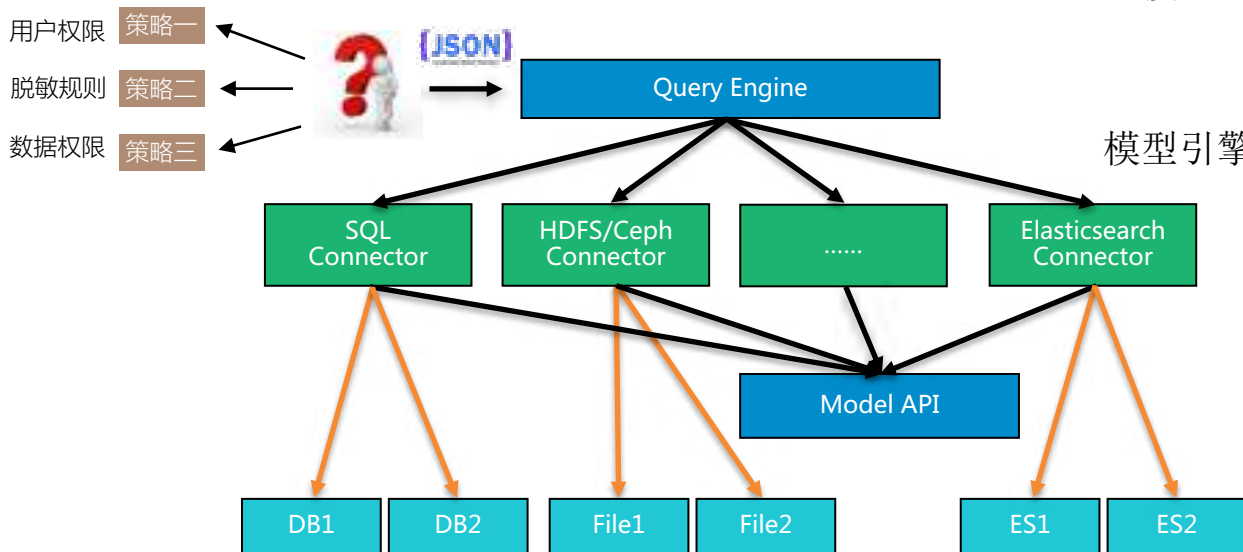 用户权限 策略一
脱敏规则 策略二
数据权限 策略三
{JSON}
Query Engine
模型引擎
SQL
Connector
HDFS/Ceph
Connector
......
Elasticsearch
Connector
Model API
DB1
DB2
File1
File2
ES1
ES2